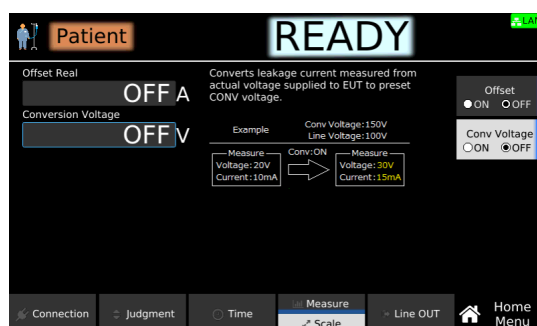 Patient
READY
LAN
Offset Real
OFF A
Conversion Voltage
OFF V
Converts leakage current measured from
actual voltage supplied to EUT to preset
CONV voltage.
Example
Conv Voltage:150V
Line Voltage:100V
Measure
Voltage:20V
Current:10mA
Conv:ON
Measure
Voltage:30V
Current:15mA
Offset
ON OFF
Conv Voltage
ON OFF
Connection
Judgment
Time
Measure
Scale
Line OUT
Home
Menu